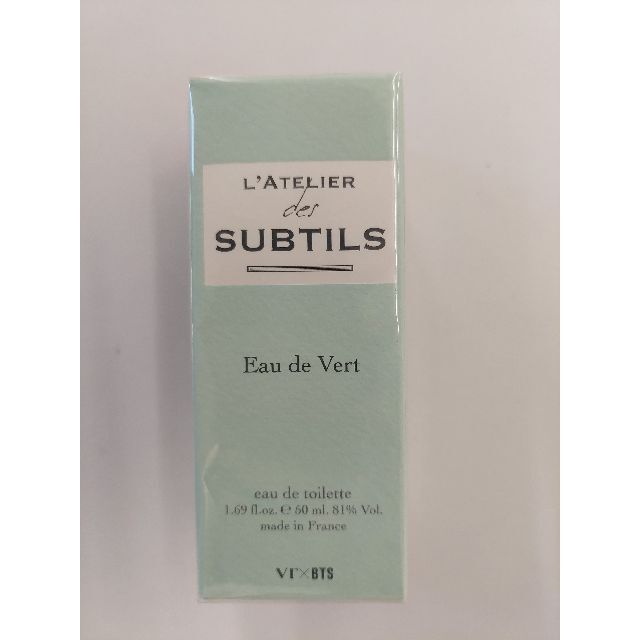 L'ATELIER
des
SUBTILS
Eau de Vert
eau de toilette
1.69 fl.oz. ℮ 50 ml. 81% Vol.
made in France
VT×BTS